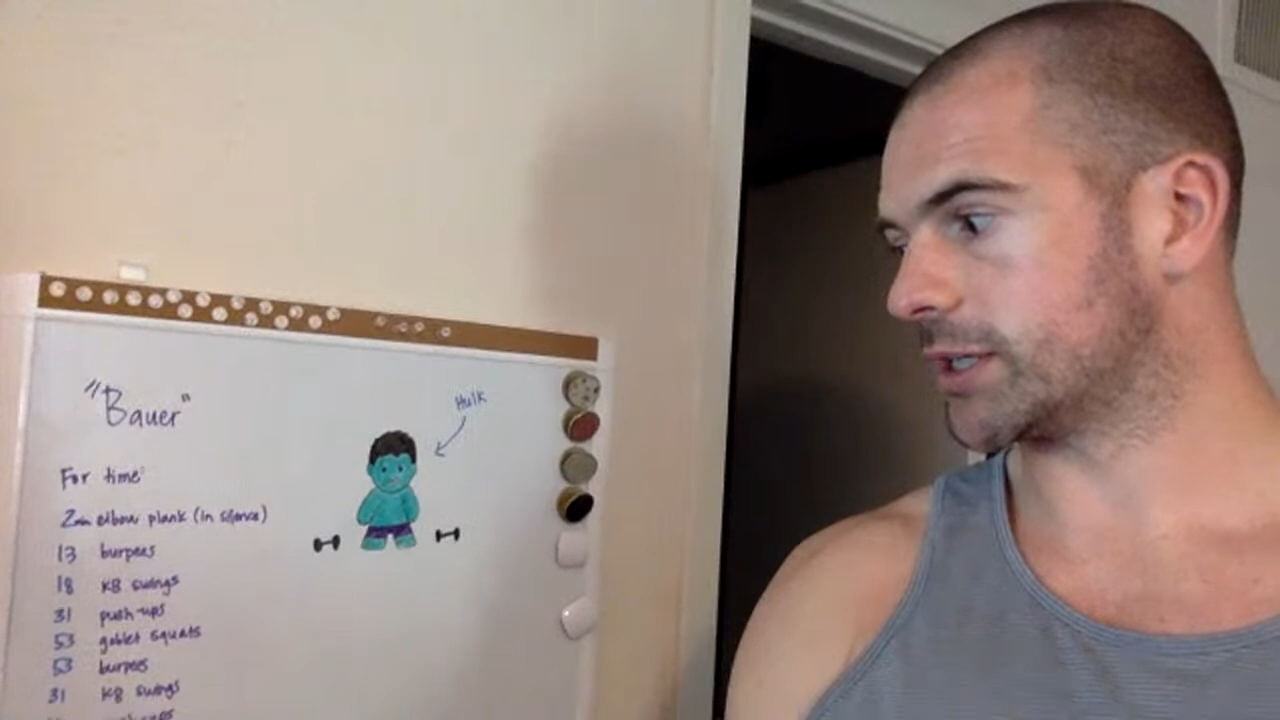 "Bauer"
Hulk
For time:
2min elbow plank (in silence)
13 burpees
18 KB swings
31 push-ups
53 goblet squats
53 burpees
31 KB swings